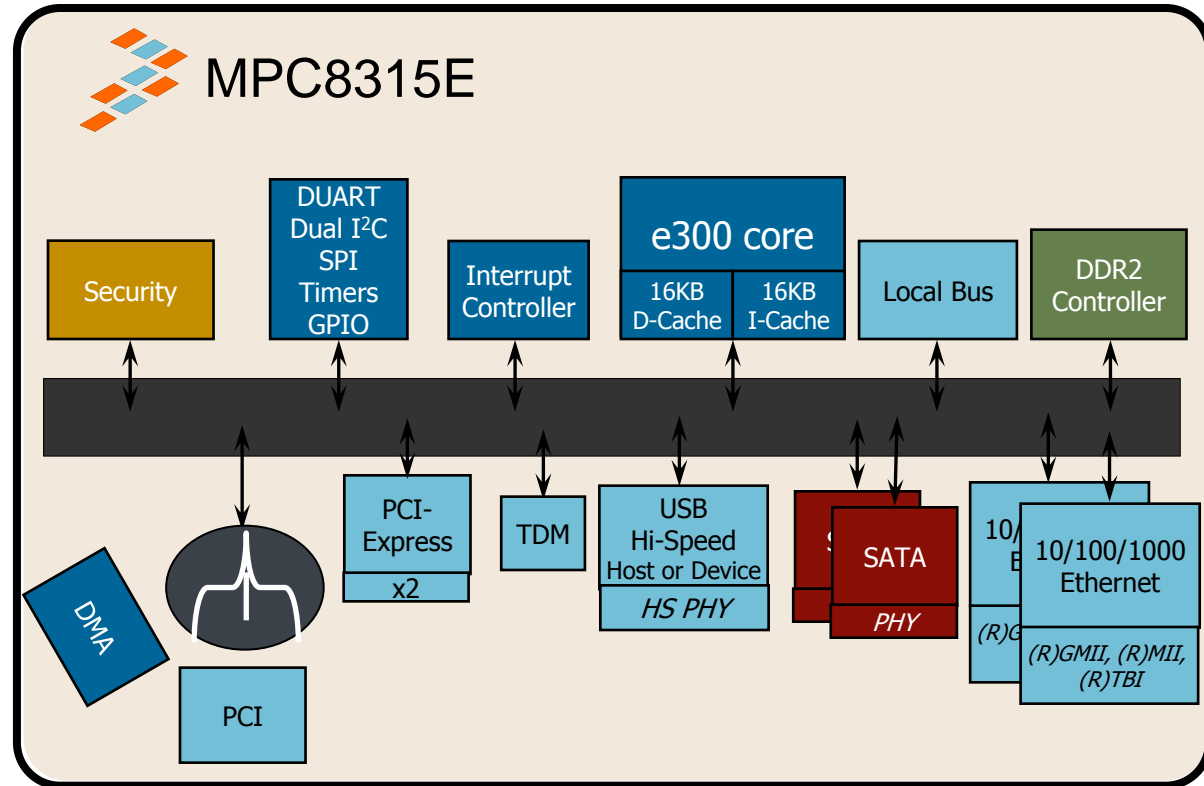 MPC8315E
DUART
Dual I²C
SPI
Timers
GPIO
e300 core
16KB
D-Cache
16KB
I-Cache
Security
Interrupt
Controller
Local Bus
DDR2
Controller
PCI-
Express
x2
TDM
USB
Hi-Speed
Host or Device
HS PHY
S
SATA
PHY
10/
E
(R)G
10/100/1000
Ethernet
(R)GMII, (R)MII,
(R)TBI
DMA
PCI